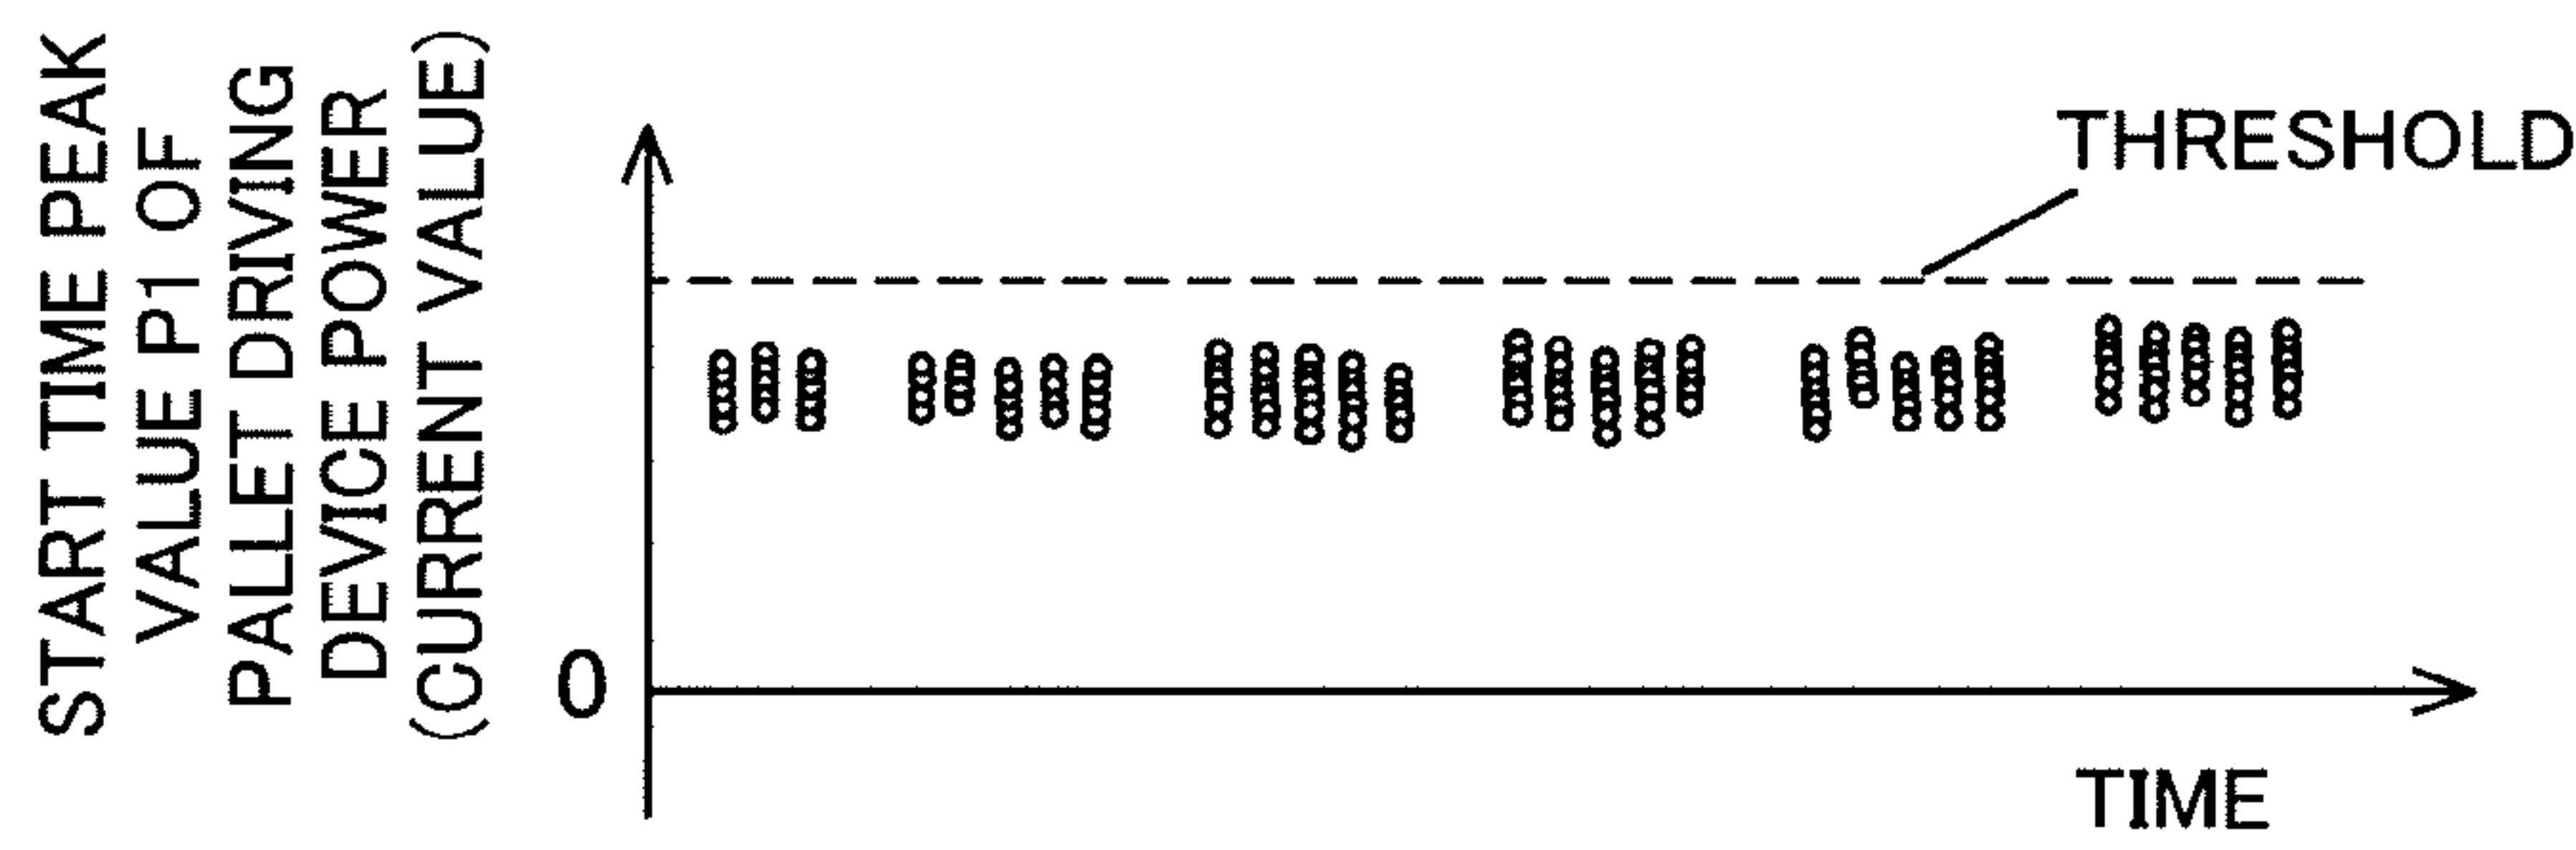 START TIME PEAK
VALUE P1 OF
PALLET DRIVING
DEVICE POWER
(CURRENT VALUE)
THRESHOLD
0
TIME